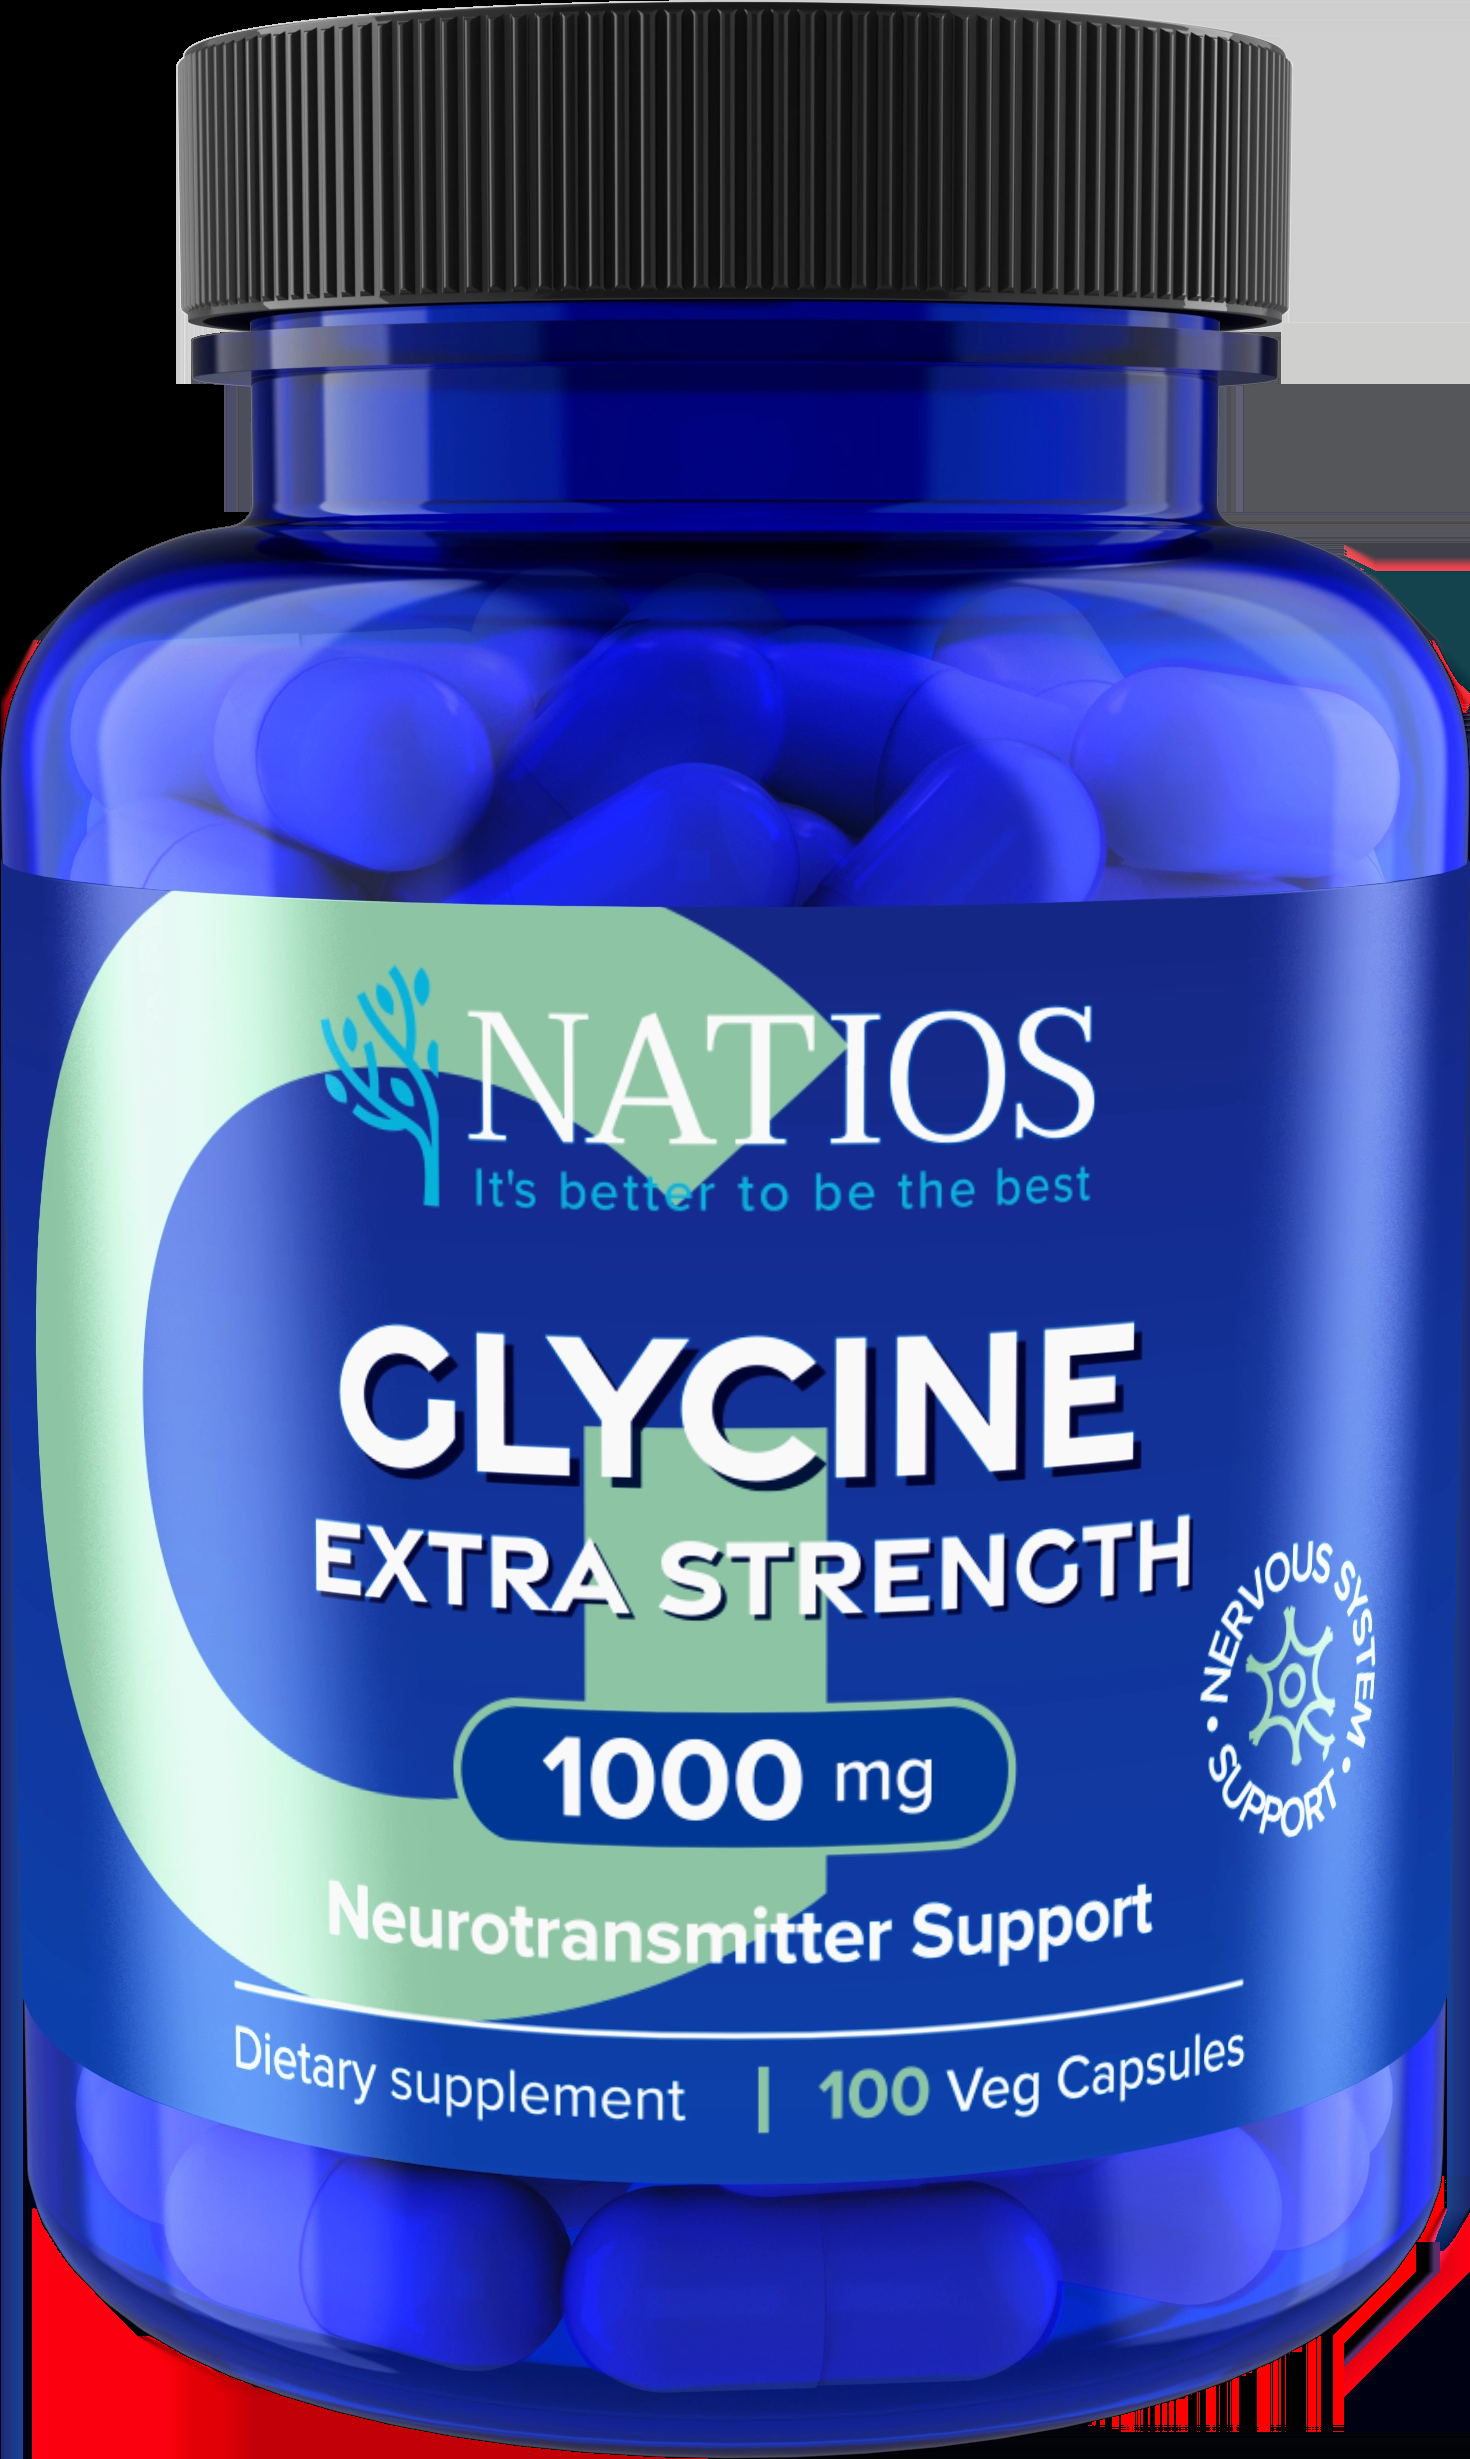 NATIOS
It's better to be the best
GLYCINE
EXTRA STRENGTH
1000 mg
• NERVOUS SYSTEM •
SUPPORT
Neurotransmitter Support
Dietary supplement | 100 Veg Capsules